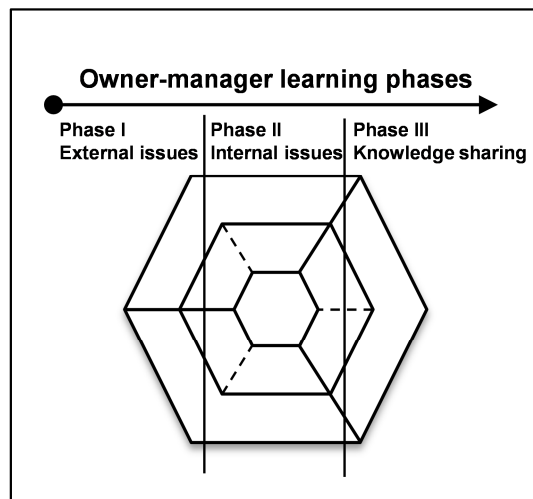 Owner-manager learning phases
Phase I
External issues
Phase II
Internal issues
Phase III
Knowledge sharing